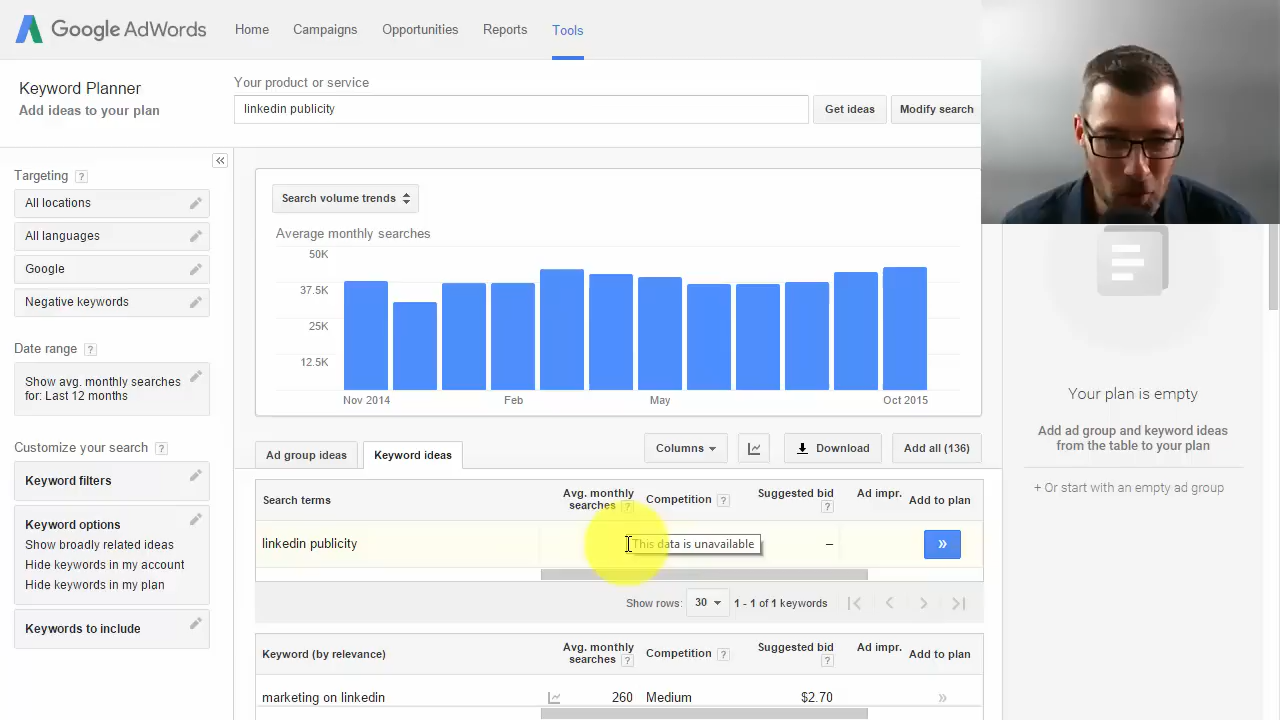 Google AdWords
Home
Campaigns
Opportunities
Reports
Tools
Keyword Planner
Add ideas to your plan
Your product or service
linkedin publicity
Get ideas
Modify search
Targeting ?
All locations
All languages
Google
Negative keywords
Date range ?
Show avg. monthly searches
for: Last 12 months
Customize your search ?
Keyword filters
Keyword options
Show broadly related ideas
Hide keywords in my account
Hide keywords in my plan
Keywords to include
Search volume trends
Average monthly searches
50K
37.5K
25K
12.5K
Nov 2014
Feb
May
Oct 2015
Ad group ideas
Keyword ideas
Columns
Download
Add all (136)
Search terms
Avg. monthly
searches ?
Competition ?
Suggested bid
?
Ad impr.
Add to plan
linkedin publicity
This data is unavailable
–
»
Show rows: 30 1 - 1 of 1 keywords
Keyword (by relevance)
Avg. monthly
searches ?
Competition ?
Suggested bid
?
Ad impr.
Add to plan
marketing on linkedin
260
Medium
$2.70
»
Your plan is empty
Add ad group and keyword ideas
from the table to your plan
+ Or start with an empty ad group